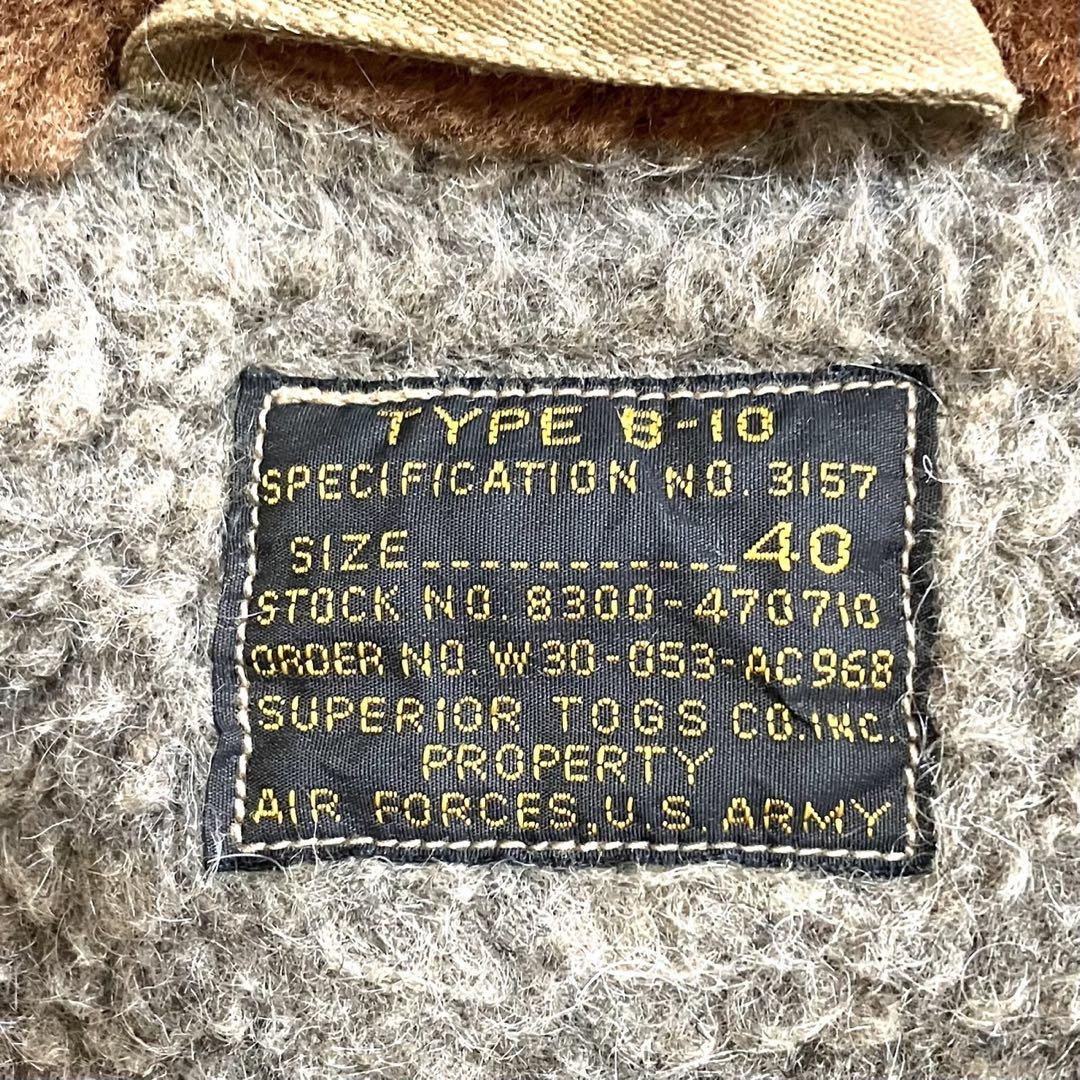 TYPE B-10
SPECIFICATION NO. 3157
SIZE____________40
STOCK NO. 8300-470710
ORDER NO. W30-053-AC968
SUPERIOR TOGS CO.INC.
PROPERTY
AIR FORCES, U.S. ARMY